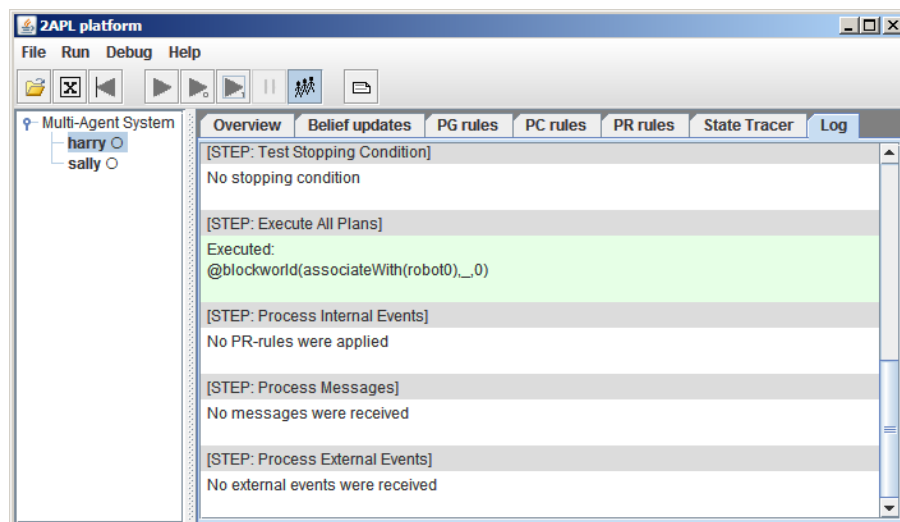 2APL platform
File Run Debug Help
Multi-Agent System
harry
sally
Overview Belief updates PG rules PC rules PR rules State Tracer Log
[STEP: Test Stopping Condition]
No stopping condition
[STEP: Execute All Plans]
Executed:
@blockworld(associateWith(robot0),_,0)
[STEP: Process Internal Events]
No PR-rules were applied
[STEP: Process Messages]
No messages were received
[STEP: Process External Events]
No external events were received